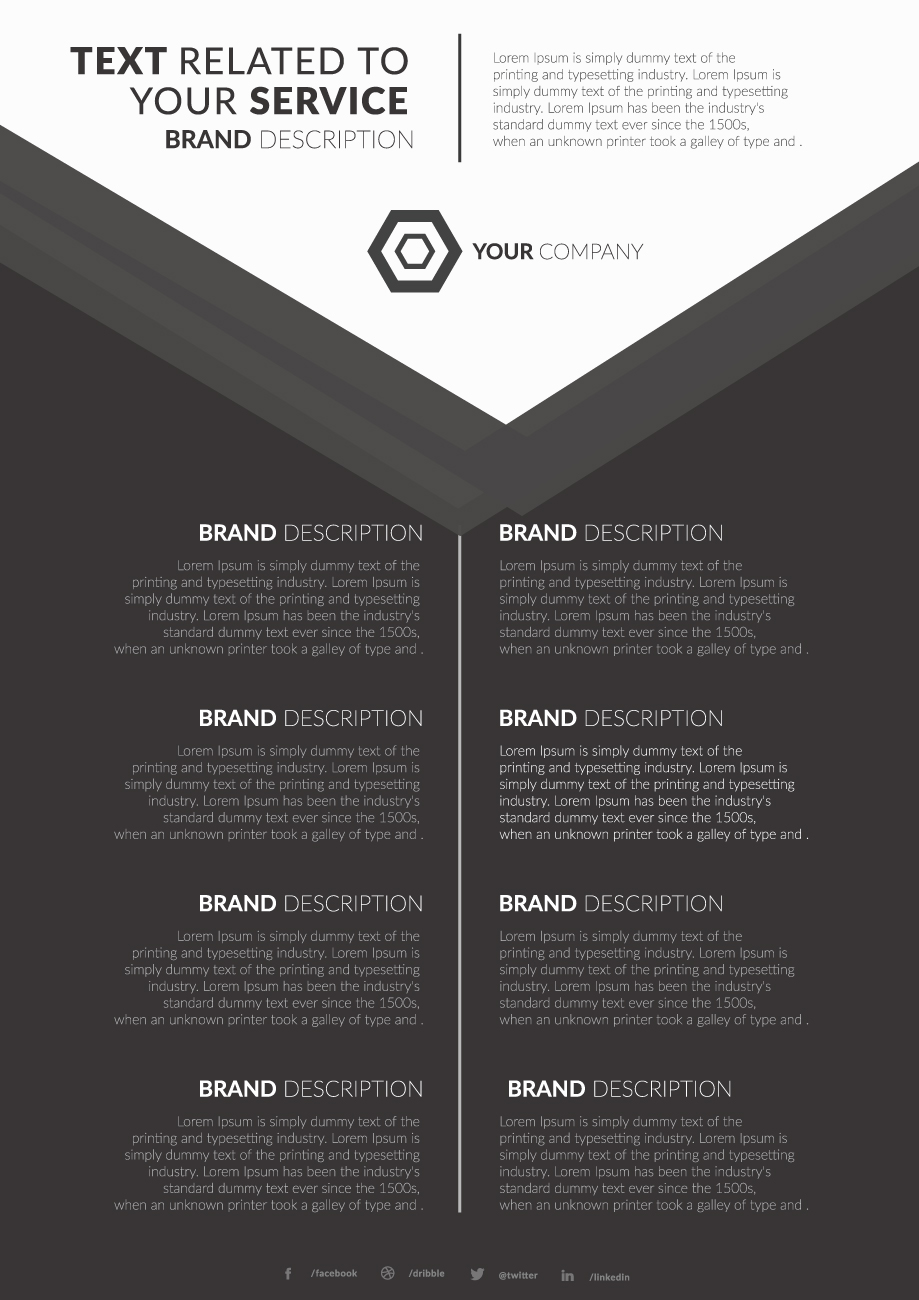 TEXT RELATED TO
YOUR SERVICE
BRAND DESCRIPTION
Lorem Ipsum is simply dummy text of the
printing and typesetting industry. Lorem Ipsum is
simply dummy text of the printing and typesetting
industry. Lorem Ipsum has been the industry's
standard dummy text ever since the 1500s,
when an unknown printer took a galley of type and .
YOUR COMPANY
BRAND DESCRIPTION
Lorem Ipsum is simply dummy text of the
printing and typesetting industry. Lorem Ipsum is
simply dummy text of the printing and typesetting
industry. Lorem Ipsum has been the industry's
standard dummy text ever since the 1500s,
when an unknown printer took a galley of type and .
BRAND DESCRIPTION
Lorem Ipsum is simply dummy text of the
printing and typesetting industry. Lorem Ipsum is
simply dummy text of the printing and typesetting
industry. Lorem Ipsum has been the industry's
standard dummy text ever since the 1500s,
when an unknown printer took a galley of type and .
BRAND DESCRIPTION
Lorem Ipsum is simply dummy text of the
printing and typesetting industry. Lorem Ipsum is
simply dummy text of the printing and typesetting
industry. Lorem Ipsum has been the industry's
standard dummy text ever since the 1500s,
when an unknown printer took a galley of type and .
BRAND DESCRIPTION
Lorem Ipsum is simply dummy text of the
printing and typesetting industry. Lorem Ipsum is
simply dummy text of the printing and typesetting
industry. Lorem Ipsum has been the industry's
standard dummy text ever since the 1500s,
when an unknown printer took a galley of type and .
BRAND DESCRIPTION
Lorem Ipsum is simply dummy text of the
printing and typesetting industry. Lorem Ipsum is
simply dummy text of the printing and typesetting
industry. Lorem Ipsum has been the industry's
standard dummy text ever since the 1500s,
when an unknown printer took a galley of type and .
BRAND DESCRIPTION
Lorem Ipsum is simply dummy text of the
printing and typesetting industry. Lorem Ipsum is
simply dummy text of the printing and typesetting
industry. Lorem Ipsum has been the industry's
standard dummy text ever since the 1500s,
when an unknown printer took a galley of type and .
BRAND DESCRIPTION
Lorem Ipsum is simply dummy text of the
printing and typesetting industry. Lorem Ipsum is
simply dummy text of the printing and typesetting
industry. Lorem Ipsum has been the industry's
standard dummy text ever since the 1500s,
when an unknown printer took a galley of type and .
BRAND DESCRIPTION
Lorem Ipsum is simply dummy text of the
printing and typesetting industry. Lorem Ipsum is
simply dummy text of the printing and typesetting
industry. Lorem Ipsum has been the industry's
standard dummy text ever since the 1500s,
when an unknown printer took a galley of type and .
/facebook /dribble @twitter /linkedin